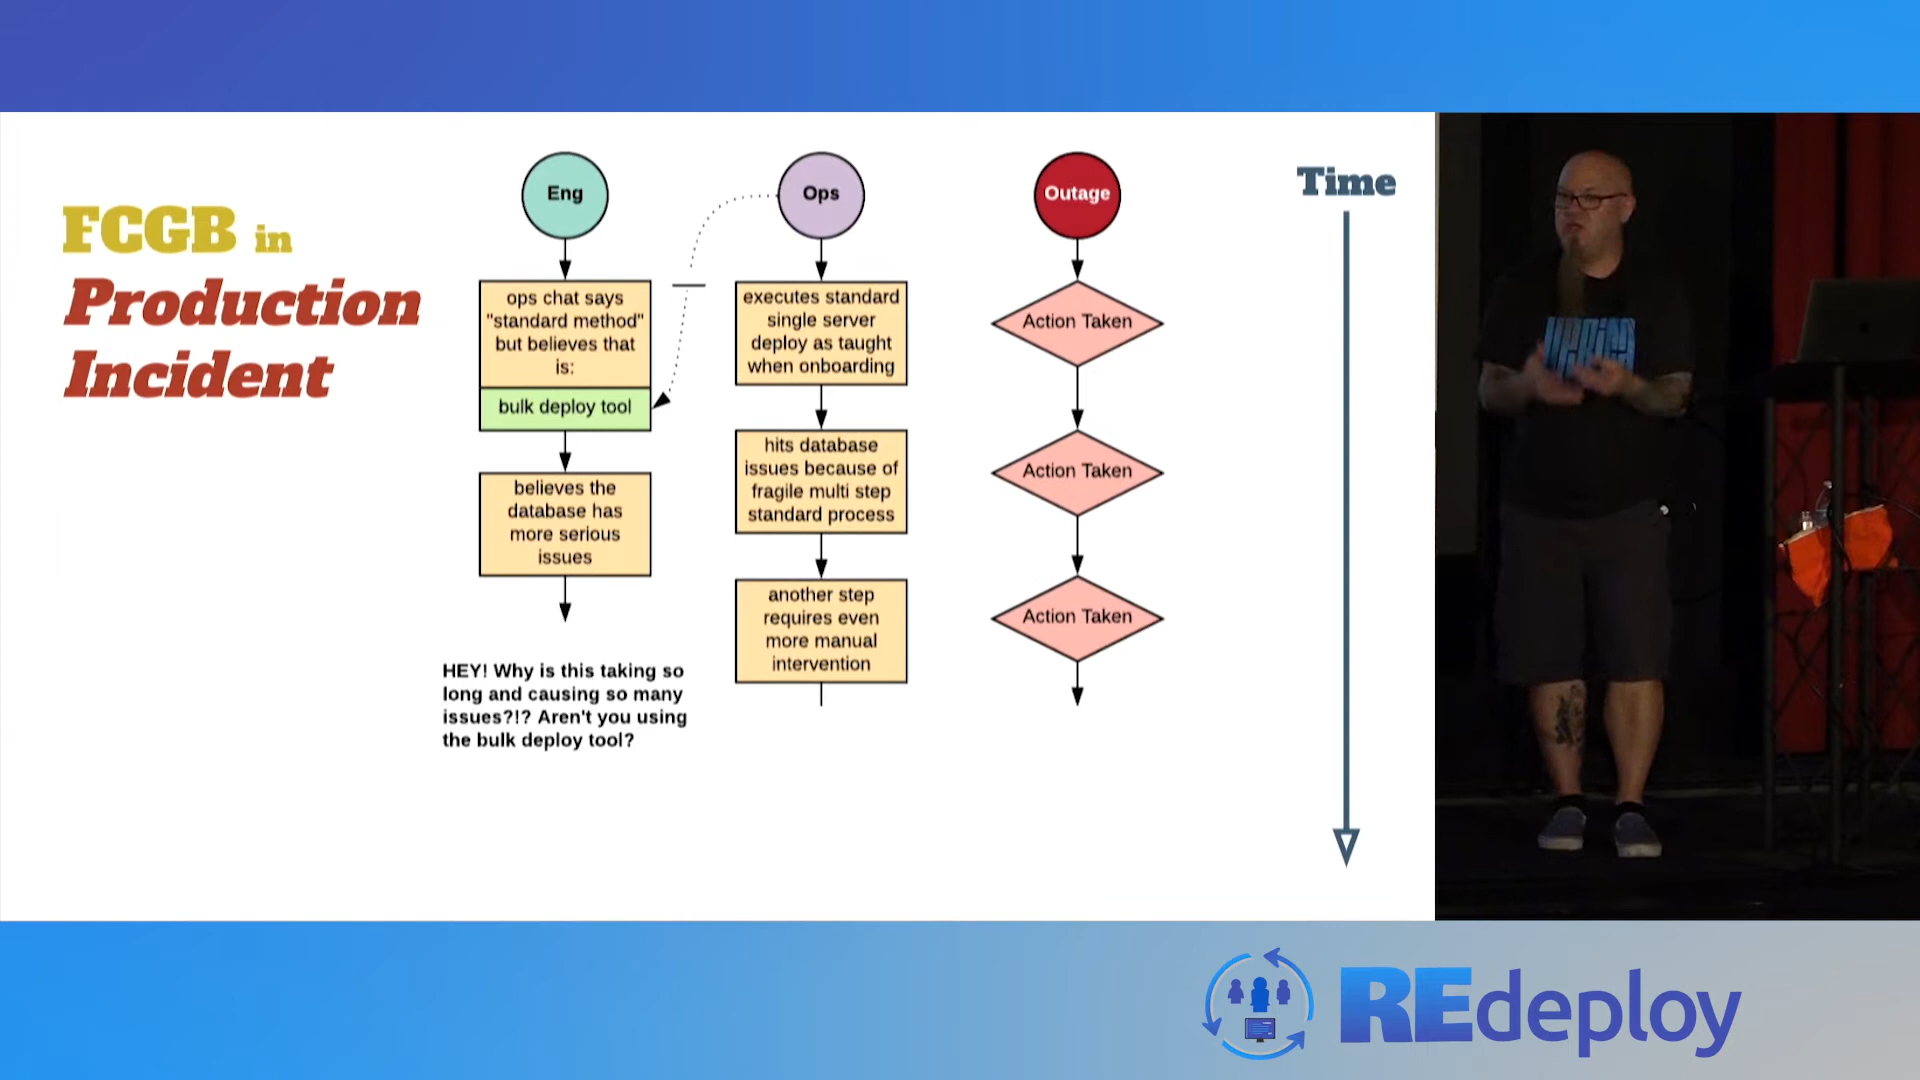 FCGB in
Production
Incident
Eng
ops chat says
"standard method"
but believes that
is:
bulk deploy tool
believes the
database has
more serious
issues
HEY! Why is this taking so
long and causing so many
issues?!? Aren't you using
the bulk deploy tool?
Ops
executes standard
single server
deploy as taught
when onboarding
hits database
issues because of
fragile multi step
standard process
another step
requires even
more manual
intervention
Outage
Action Taken
Action Taken
Action Taken
Time
REdeploy